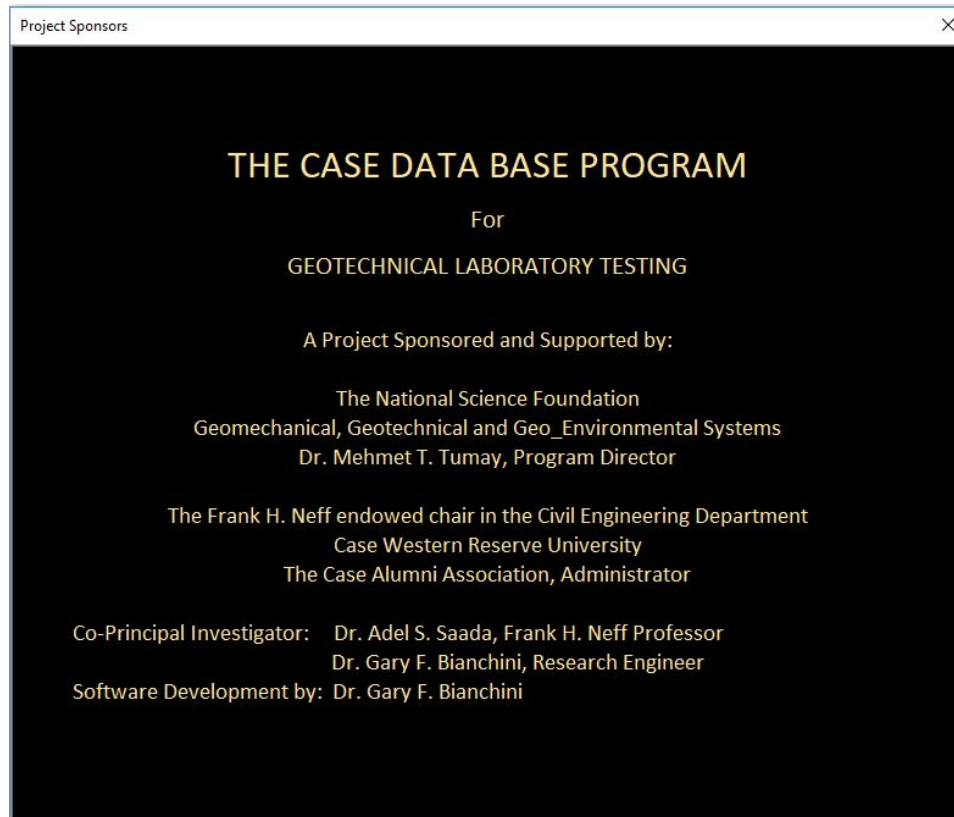 Project Sponsors
THE CASE DATA BASE PROGRAM
For
GEOTECHNICAL LABORATORY TESTING
A Project Sponsored and Supported by:
The National Science Foundation
Geomechanical, Geotechnical and Geo_Environmental Systems
Dr. Mehmet T. Tumay, Program Director
The Frank H. Neff endowed chair in the Civil Engineering Department
Case Western Reserve University
The Case Alumni Association, Administrator
Co-Principal Investigator: Dr. Adel S. Saada, Frank H. Neff Professor
Dr. Gary F. Bianchini, Research Engineer
Software Development by: Dr. Gary F. Bianchini